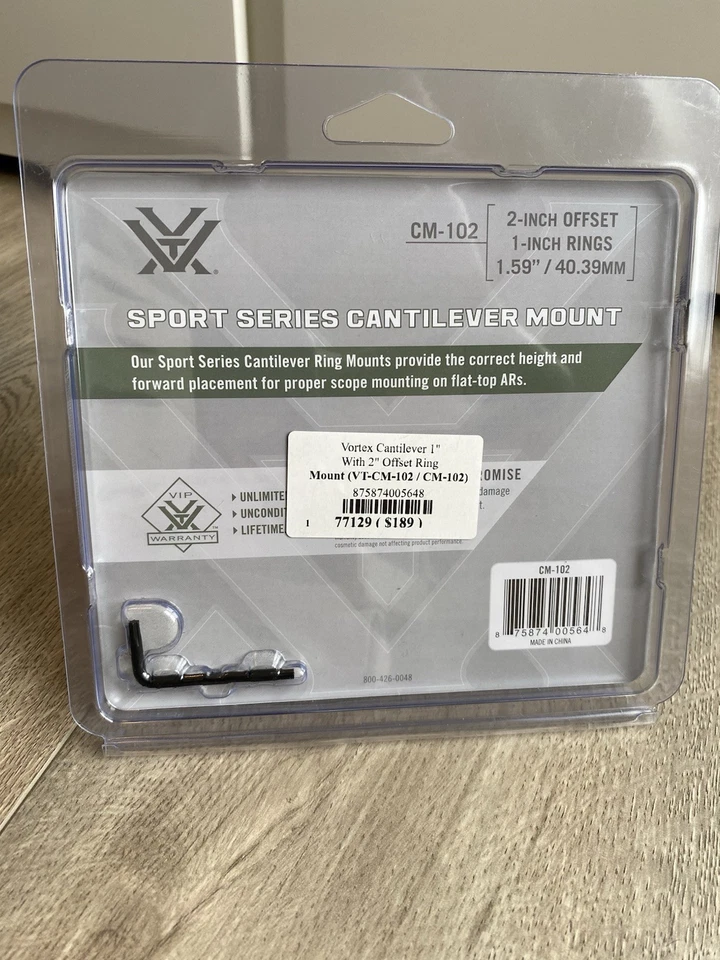 CM-102
2-INCH OFFSET
1-INCH RINGS
1.59” / 40.39MM
SPORT SERIES CANTILEVER MOUNT
Our Sport Series Cantilever Ring Mounts provide the correct height and
forward placement for proper scope mounting on flat-top ARs.
Vortex Cantilever 1"
With 2" Offset Ring
Mount (VT-CM-102 / CM-102)
875874005648
1 77129 ( $189 )
VIP
WARRANTY
UNLIMITE
UNCONDI
LIFETIME
OMISE
damage
t.
cosmetic damage not affecting product performance.
CM-102
8 75874 00564 8
MADE IN CHINA
800-426-0048